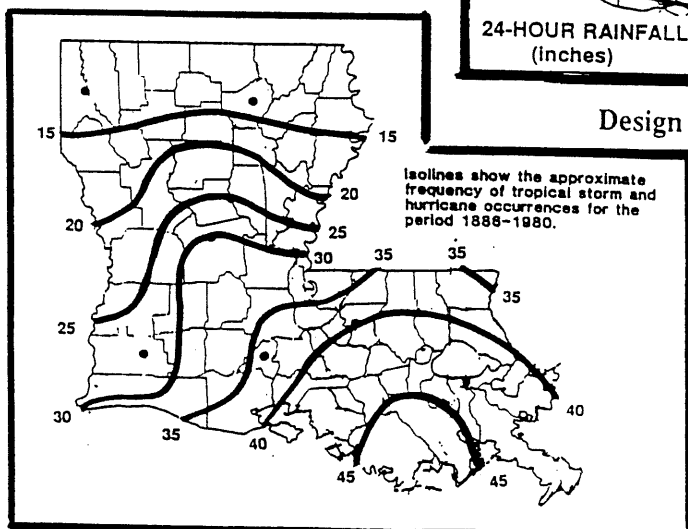 24-HOUR RAINFALL
(inches)
Design
Isolines show the approximate
frequency of tropical storm and
hurricane occurrences for the
period 1886-1980.
15
15
20
20
25
30
35
35
35
25
30
35
40
40
45
45